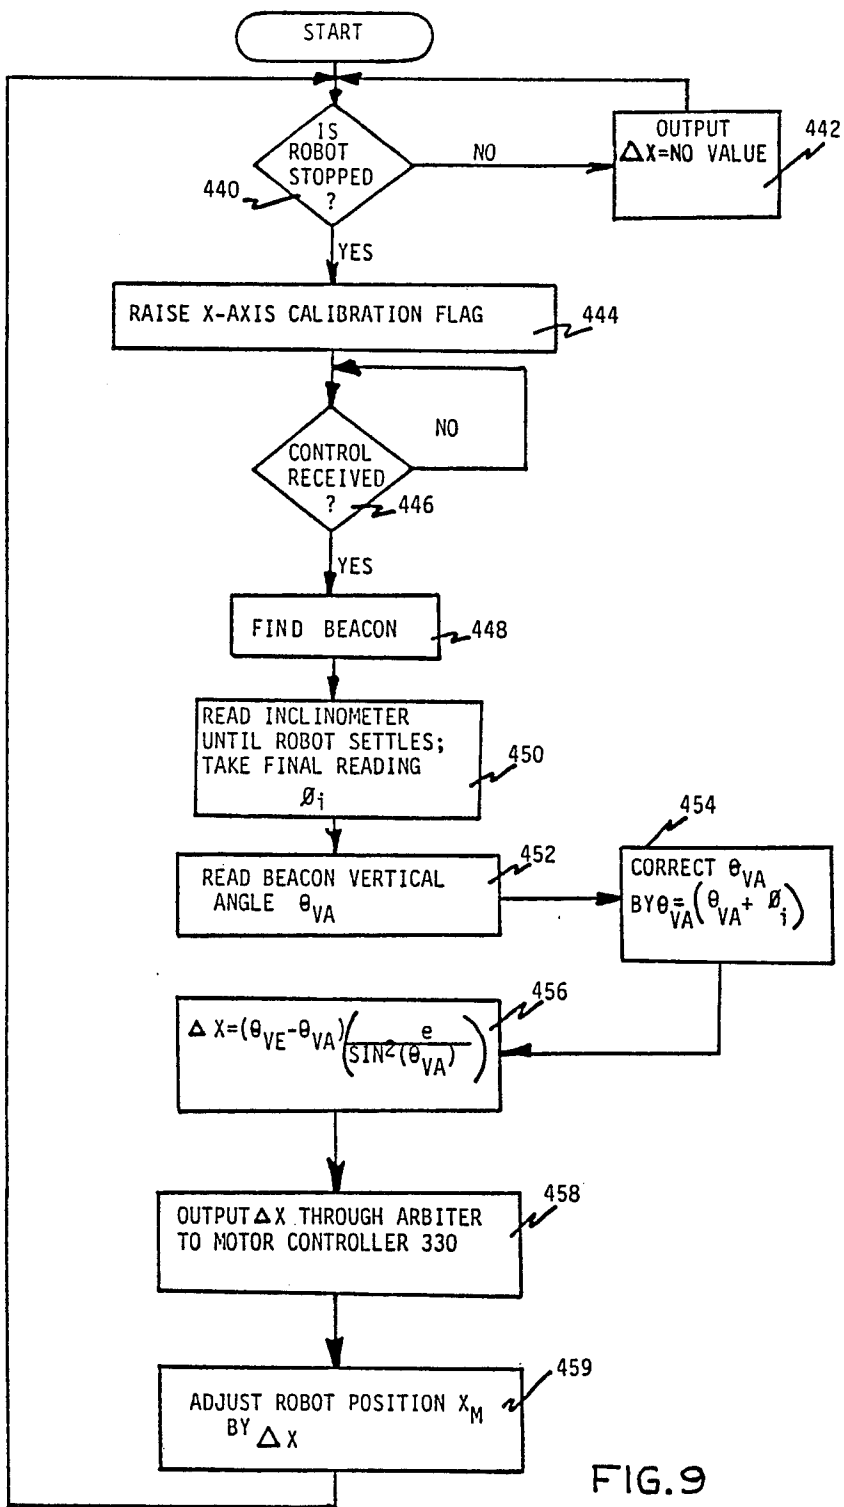 START
IS
ROBOT
STOPPED
?
440
NO
OUTPUT
ΔX=NO VALUE
442
YES
RAISE X-AXIS CALIBRATION FLAG
444
NO
CONTROL
RECEIVED
?
446
YES
FIND BEACON
448
READ INCLINOMETER
UNTIL ROBOT SETTLES;
TAKE FINAL READING
Øi
450
READ BEACON VERTICAL
ANGLE θVA
452
454
CORRECT θVA
BY θVA=(θVA+ Øi)
456
Δ X=(θVE-θVA)(e/SIN²(θVA))
OUTPUT ΔX THROUGH ARBITER
TO MOTOR CONTROLLER 330
458
ADJUST ROBOT POSITION XM
BY ΔX
459
FIG.9